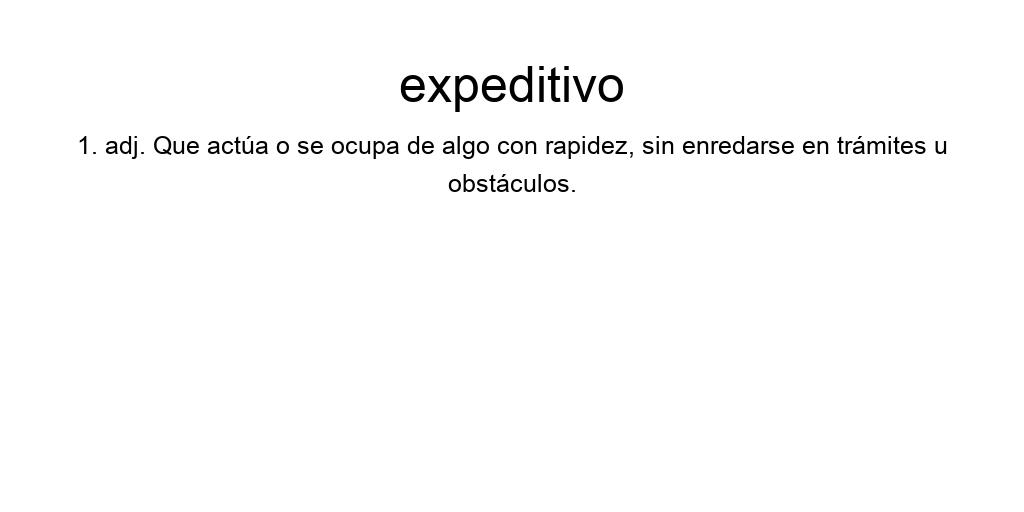 expeditivo
1. adj. Que actúa o se ocupa de algo con rapidez, sin enredarse en trámites u
obstáculos.